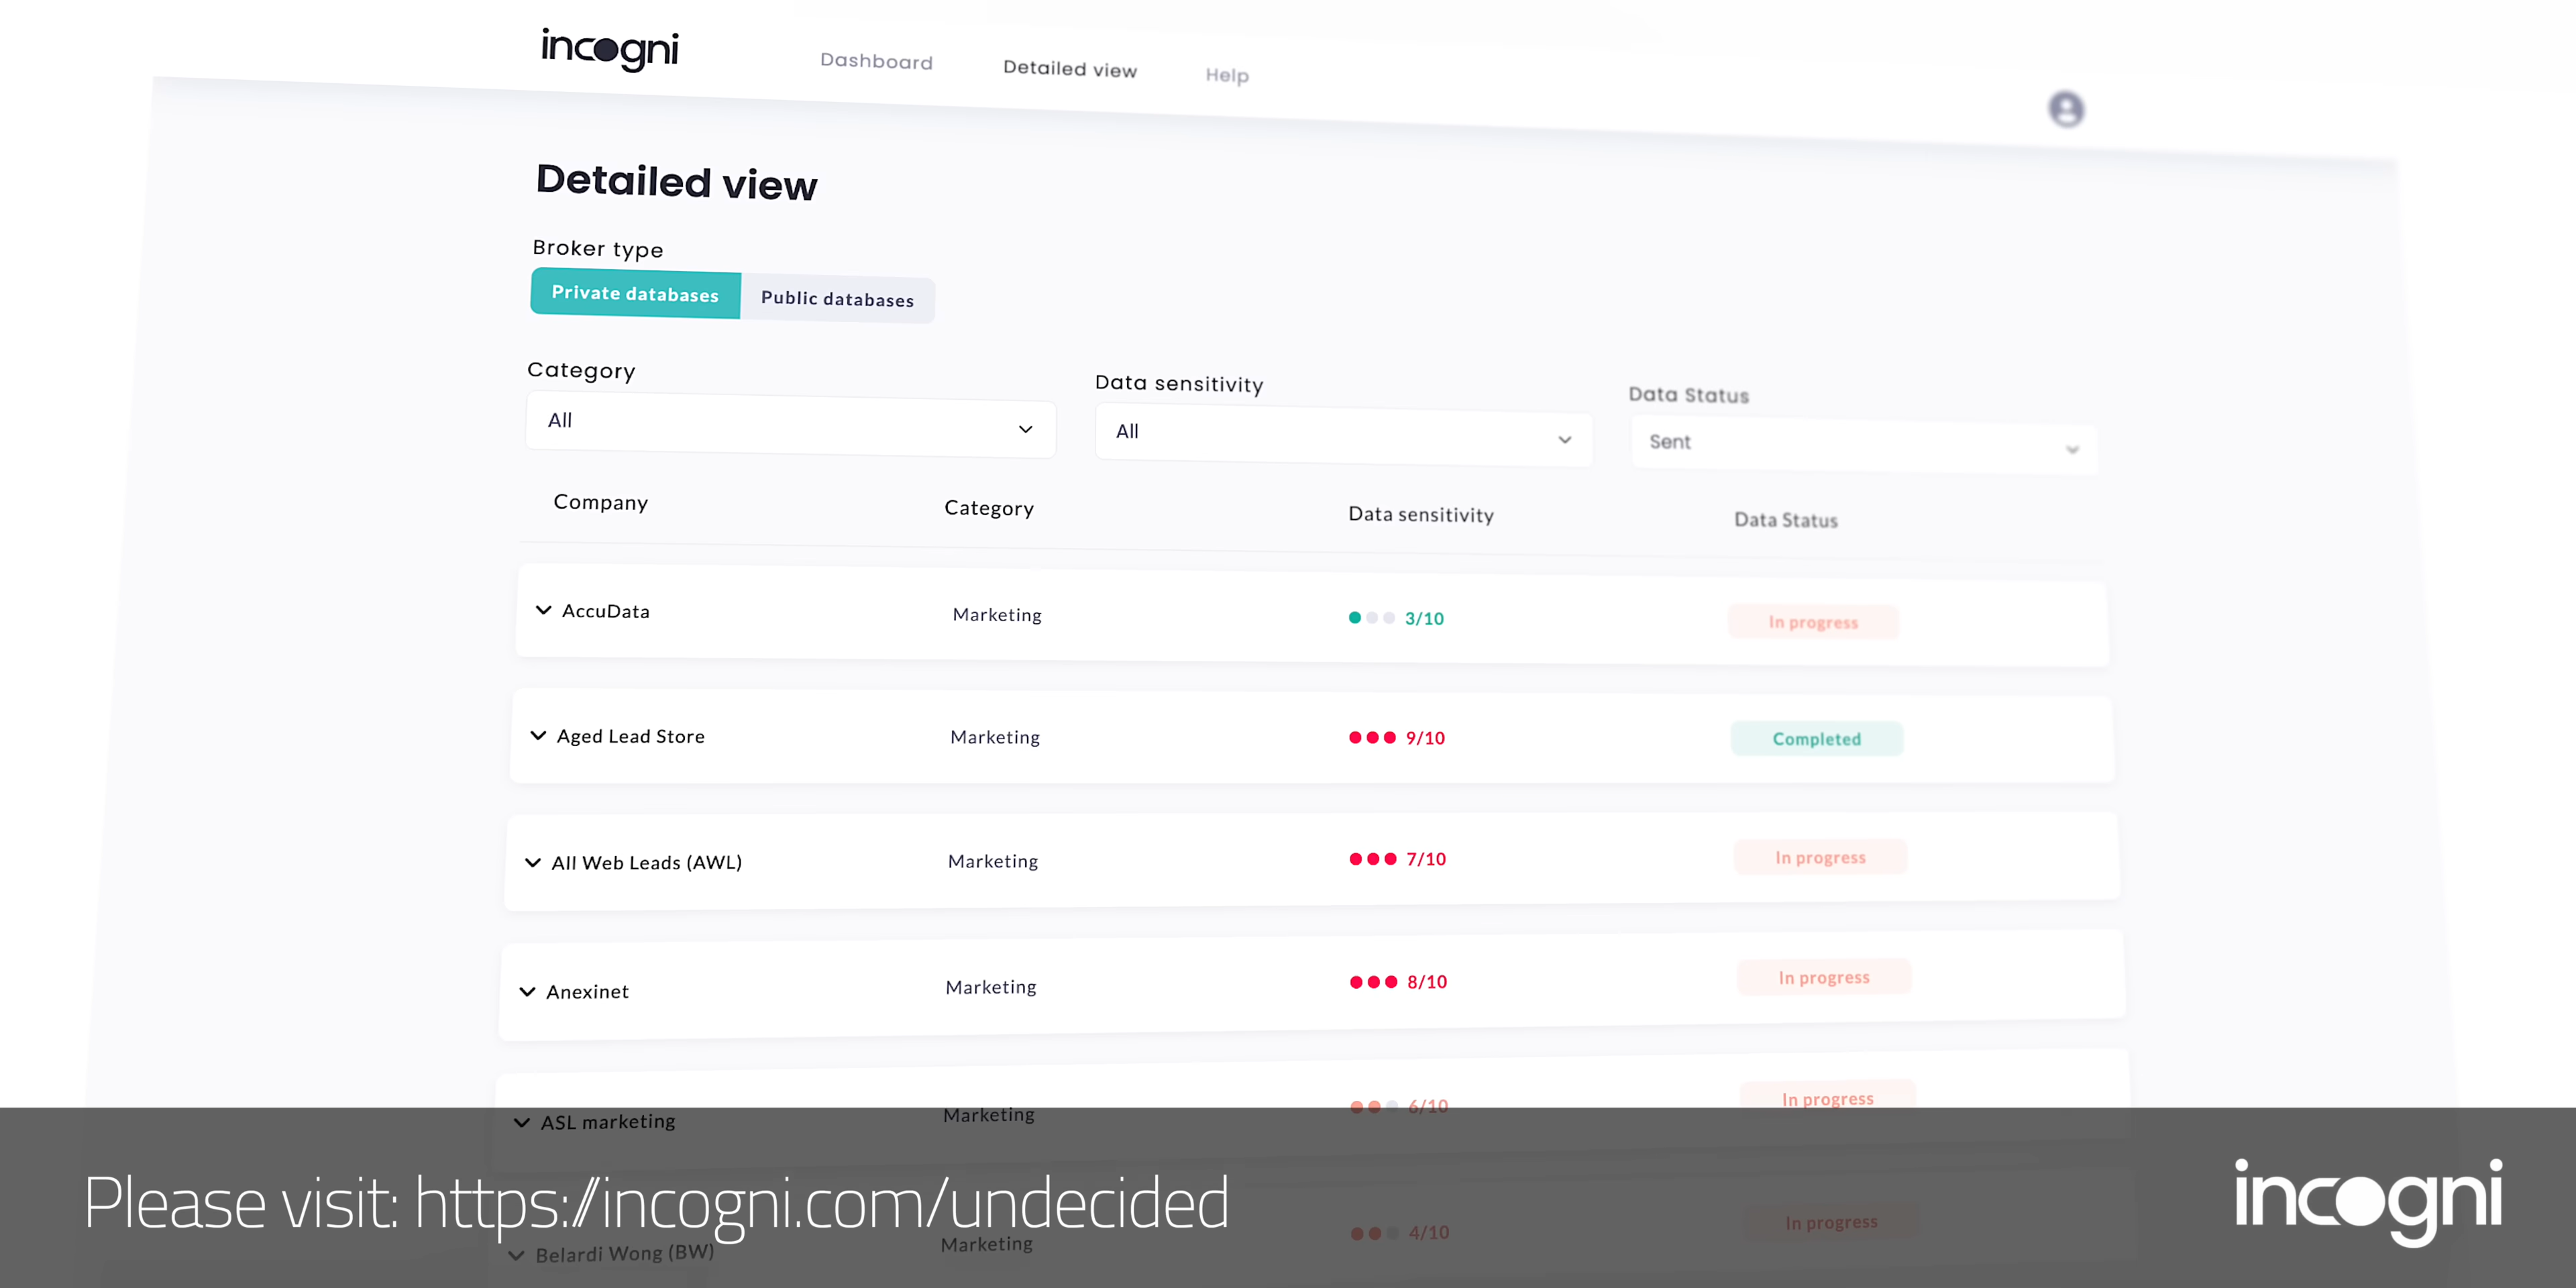 incogni
Dashboard Detailed view Help
Detailed view
Broker type
Private databases Public databases
Category Data sensitivity Data Status
All All Sent
Company Category Data sensitivity Data Status
AccuData Marketing 3/10 In progress
Aged Lead Store Marketing 9/10 Completed
All Web Leads (AWL) Marketing 7/10 In progress
Anexinet Marketing 8/10 In progress
ASL marketing Marketing 6/10 In progress
Please visit: https://incogni.com/undecided
incogni
Belardi Wong (BW) Marketing 4/10 In progress